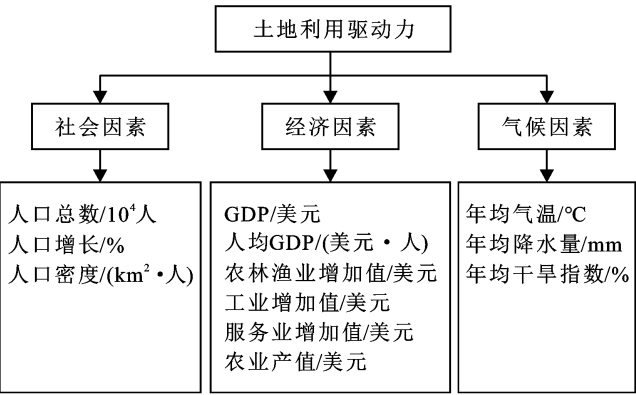 土地利用驱动力
社会因素
经济因素
气候因素
人口总数/10⁴人
人口增长/%
人口密度/(km²·人)
GDP/美元
人均GDP/(美元·人)
农林渔业增加值/美元
工业增加值/美元
服务业增加值/美元
农业产值/美元
年均气温/℃
年均降水量/mm
年均干旱指数/%